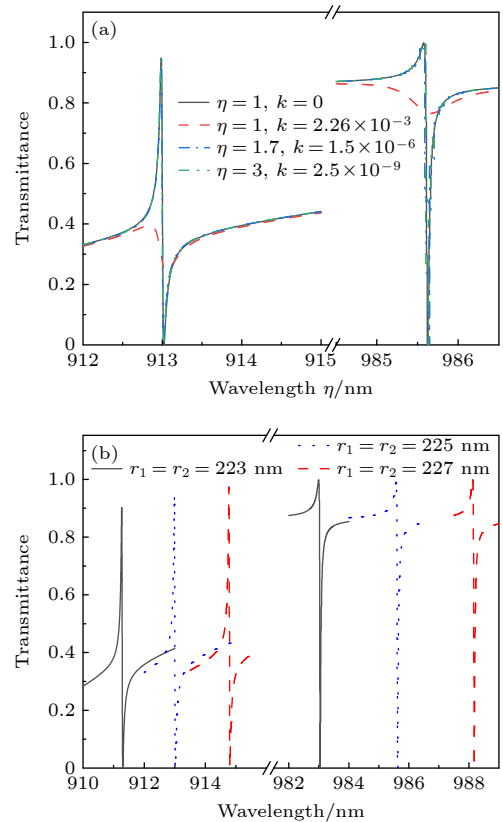 (a)
1.0
0.8
0.6
0.4
0.2
0
Transmittance
η=1, k=0
η=1, k=2.26×10⁻³
η=1.7, k=1.5×10⁻⁶
η=3, k=2.5×10⁻⁹
912 913 914 915 985 986
Wavelength η/nm
(b)
r₁=r₂=223 nm
r₁=r₂=225 nm
r₁=r₂=227 nm
1.0
0.8
0.6
0.4
0.2
0
Transmittance
910 912 914 982 984 986 988
Wavelength/nm